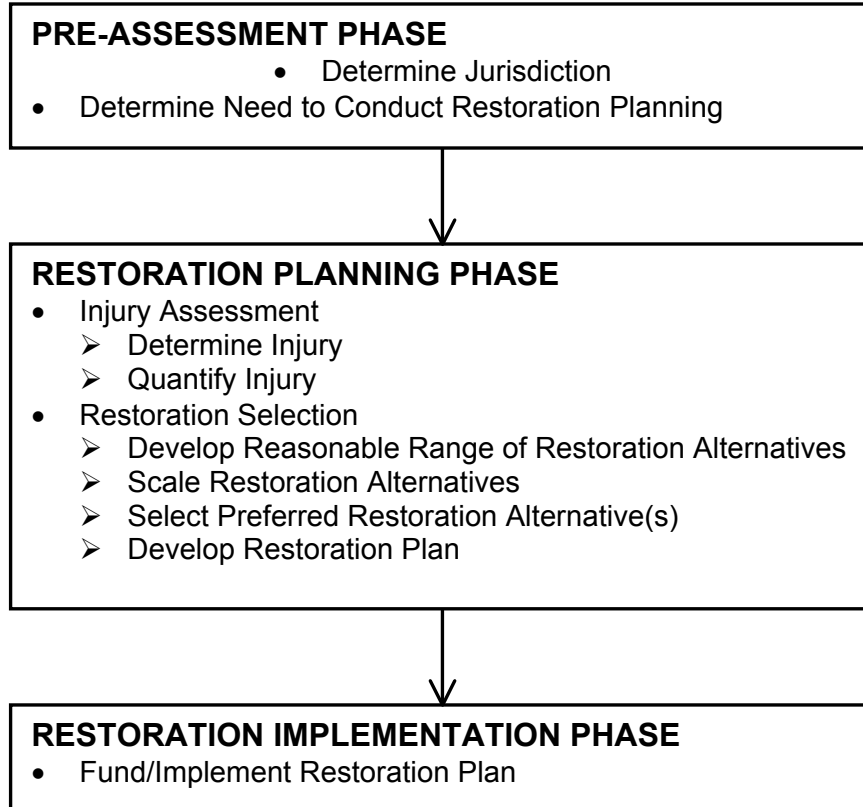 PRE-ASSESSMENT PHASE
• Determine Jurisdiction
• Determine Need to Conduct Restoration Planning
RESTORATION PLANNING PHASE
• Injury Assessment
➢ Determine Injury
➢ Quantify Injury
• Restoration Selection
➢ Develop Reasonable Range of Restoration Alternatives
➢ Scale Restoration Alternatives
➢ Select Preferred Restoration Alternative(s)
➢ Develop Restoration Plan
RESTORATION IMPLEMENTATION PHASE
• Fund/Implement Restoration Plan